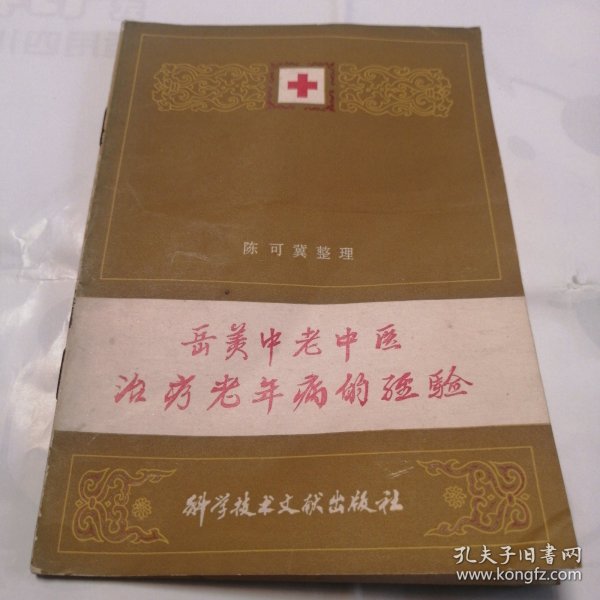 陈可冀整理
岳美中老中医
治疗老年病的经验
科学技术文献出版社
孔夫子旧书网
www.kongfz.com